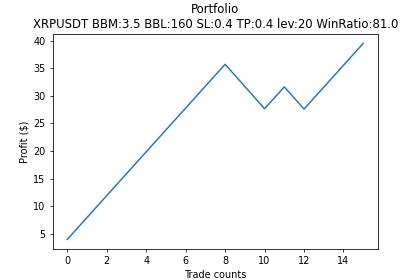 Portfolio
XRPUSDT BBM:3.5 BBL:160 SL:0.4 TP:0.4 lev:20 WinRatio:81.0
40
35
30
25
20
15
10
5
Profit ($)
0 2 4 6 8 10 12 14
Trade counts